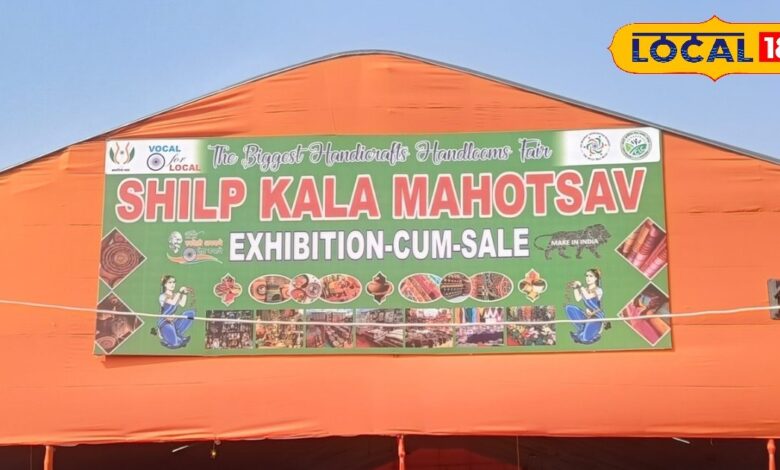 LOCAL 18
VOCAL
for
LOCAL
The Biggest Handicrafts Handlooms Fair
SHILP KALA MAHOTSAV
EXHIBITION-CUM-SALE
MAKE IN INDIA